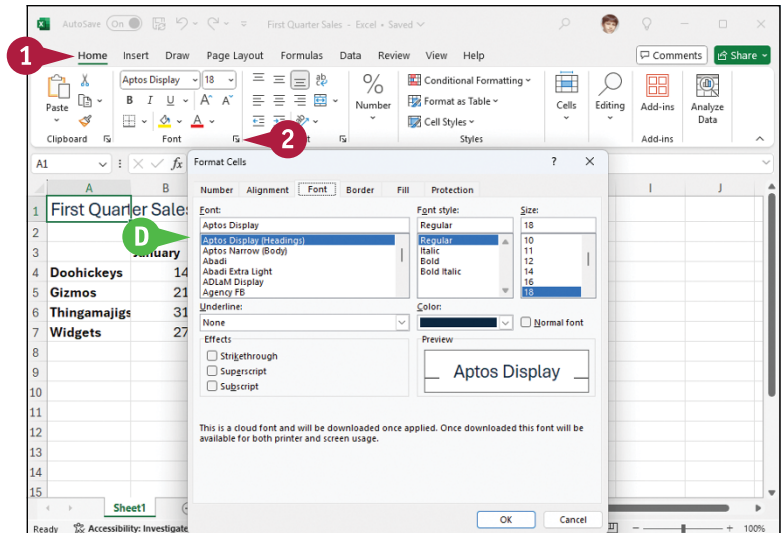 AutoSave On First Quarter Sales - Excel • Saved
1
Home Insert Draw Page Layout Formulas Data Review View Help Comments Share
Aptos Display 18
Conditional Formatting
Paste B I U A A % Number Format as Table Cells Editing Add-ins Analyze Data
A Cell Styles
Clipboard Font 2 Styles Add-ins
A1 fx
Format Cells ? X
Number Alignment Font Border Fill Protection
Font: Font style: Size:
Aptos Display Regular 18
D
Aptos Display (Headings) Regular 10
Aptos Narrow (Body) Italic 11
Abadi Bold 12
Abadi Extra Light Bold Italic 14
ADLaM Display 16
Agency FB 18
Underline: Color:
None Normal font
Effects Preview
Strikethrough
Superscript Aptos Display
Subscript
This is a cloud font and will be downloaded once applied. Once downloaded this font will be
available for both printer and screen usage.
OK Cancel
A B I J
1 First Quarter Sales
2
3 January
4 Doohickeys 14
5 Gizmos 21
6 Thingamajigs 31
7 Widgets 27
8
9
10
11
12
13
14
15
Sheet1
Ready Accessibility: Investigate 100%